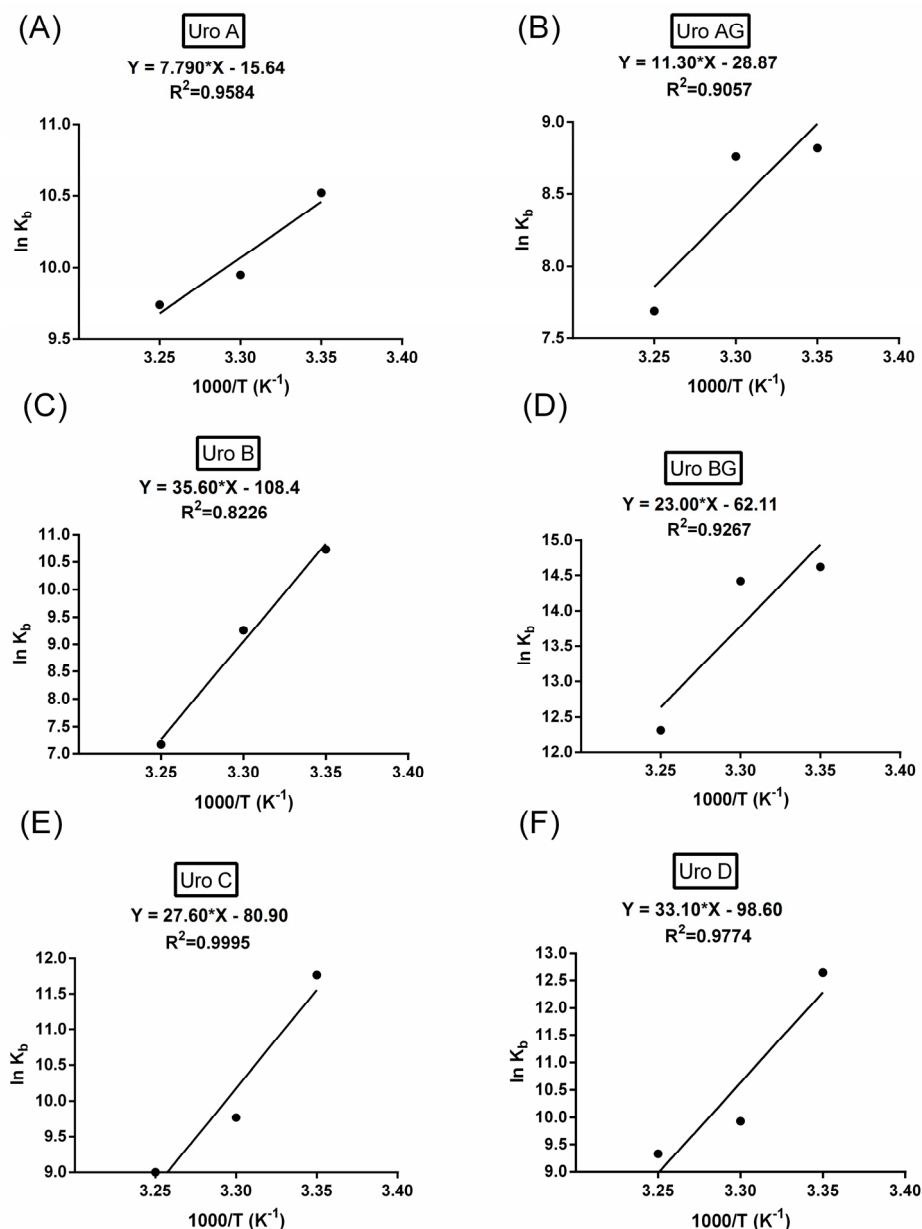 (A)
Uro A
Y = 7.790*X - 15.64
R²=0.9584
11.0
10.5
10.0
9.5
ln K_b
3.25 3.30 3.35 3.40
1000/T (K⁻¹)
(B)
Uro AG
Y = 11.30*X - 28.87
R²=0.9057
9.0
8.5
8.0
7.5
ln K_b
3.25 3.30 3.35 3.40
1000/T (K⁻¹)
(C)
Uro B
Y = 35.60*X - 108.4
R²=0.8226
11.0
10.5
10.0
9.5
9.0
8.5
8.0
7.5
7.0
ln K_b
3.25 3.30 3.35 3.40
1000/T (K⁻¹)
(D)
Uro BG
Y = 23.00*X - 62.11
R²=0.9267
15.0
14.5
14.0
13.5
13.0
12.5
12.0
ln K_b
3.25 3.30 3.35 3.40
1000/T (K⁻¹)
(E)
Uro C
Y = 27.60*X - 80.90
R²=0.9995
12.0
11.5
11.0
10.5
10.0
9.5
9.0
ln K_b
3.25 3.30 3.35 3.40
1000/T (K⁻¹)
(F)
Uro D
Y = 33.10*X - 98.60
R²=0.9774
13.0
12.5
12.0
11.5
11.0
10.5
10.0
9.5
9.0
ln K_b
3.25 3.30 3.35 3.40
1000/T (K⁻¹)